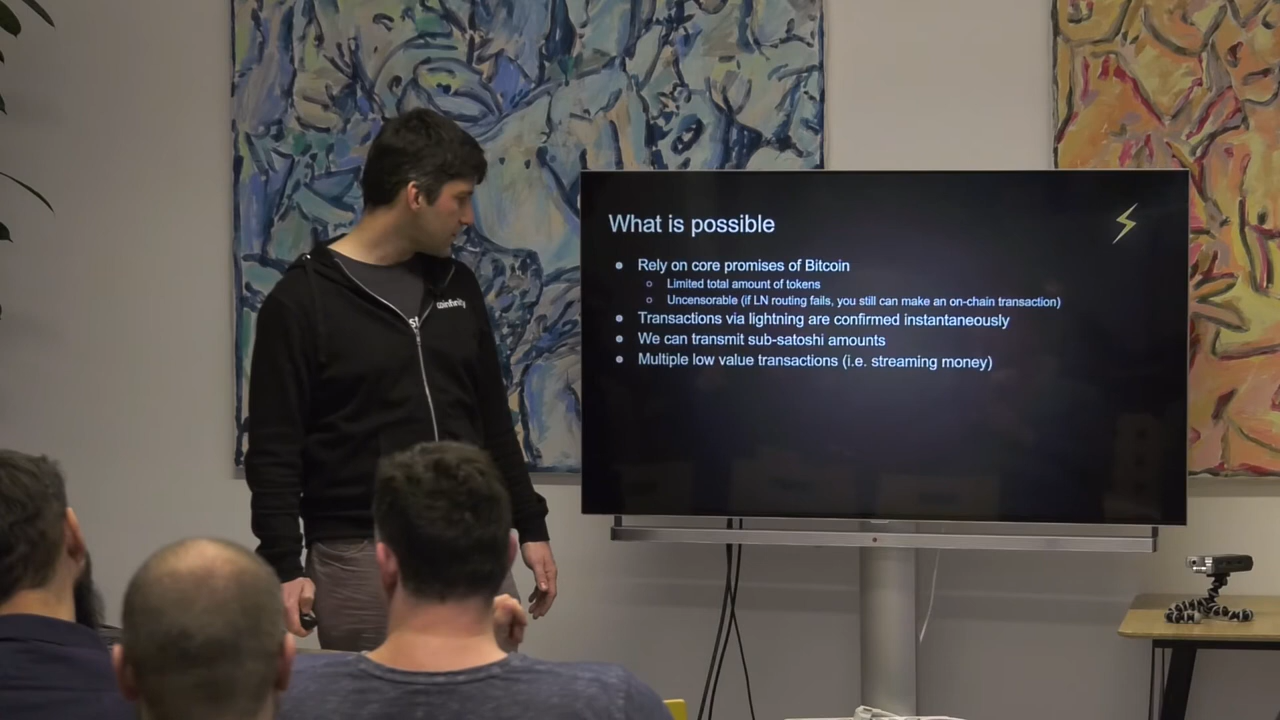 What is possible
Rely on core promises of Bitcoin
Limited total amount of tokens
Uncensorable (if LN routing fails, you still can make an on-chain transaction)
Transactions via lightning are confirmed instantaneously
We can transmit sub-satoshi amounts
Multiple low value transactions (i.e. streaming money)
coinfinity